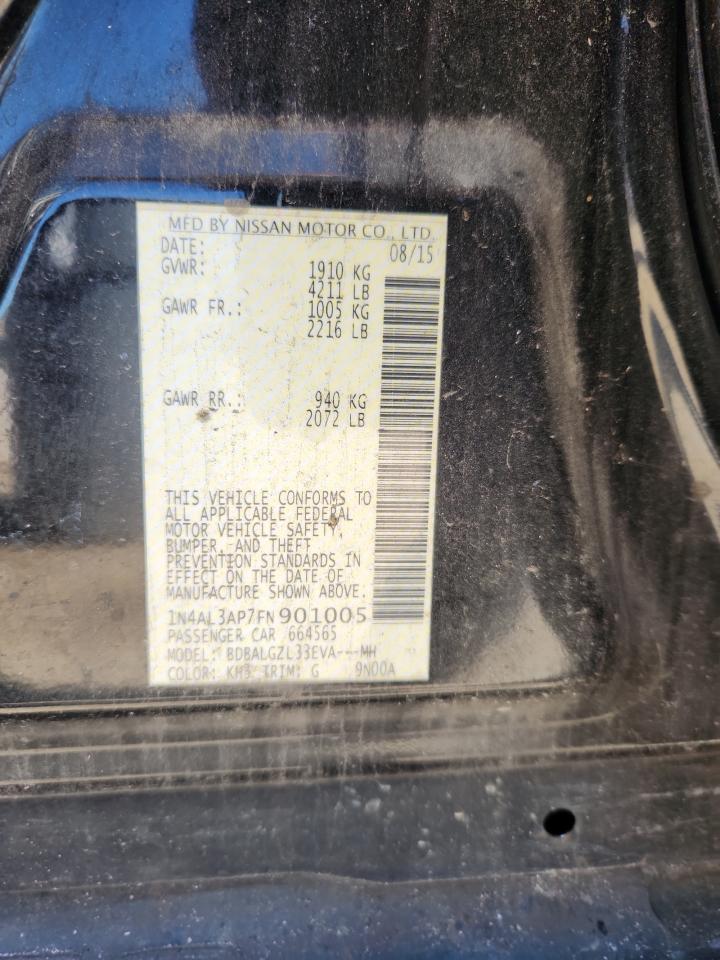 MFD BY NISSAN MOTOR CO., LTD.
DATE: 08/15
GVWR: 1910 KG
4211 LB
GAWR FR.: 1005 KG
2216 LB
GAWR RR.: 940 KG
2072 LB
THIS VEHICLE CONFORMS TO
ALL APPLICABLE FEDERAL
MOTOR VEHICLE SAFETY,
BUMPER, AND THEFT
PREVENTION STANDARDS IN
EFFECT ON THE DATE OF
MANUFACTURE SHOWN ABOVE.
1N4AL3AP7FN901005
PASSENGER CAR 664565
MODEL: BDBALGZL33EVA---MH
COLOR: KH3 TRIM: G 9N00A